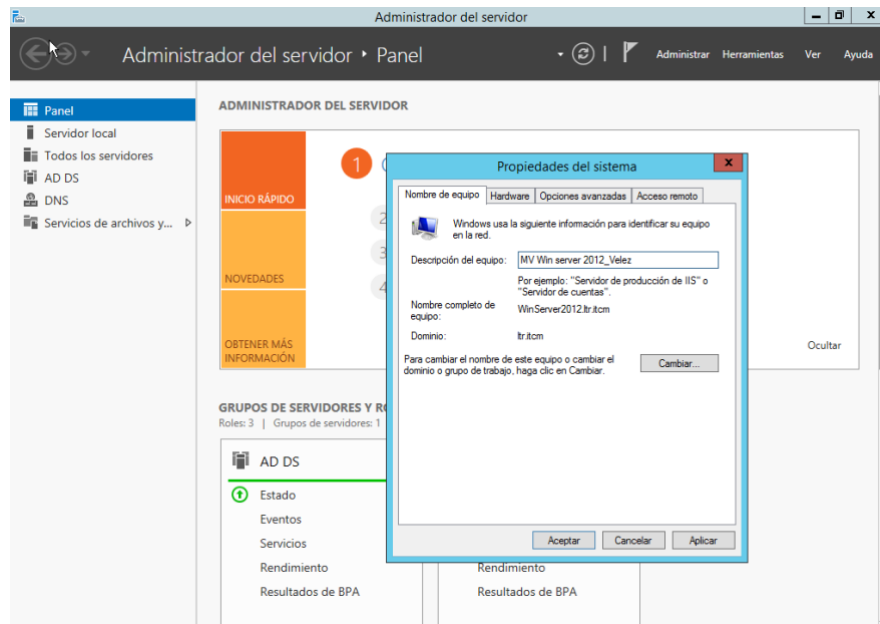 Administrador del servidor
Administrador del servidor ‣ Panel
Administrar Herramientas Ver Ayuda
Panel
Servidor local
Todos los servidores
AD DS
DNS
Servicios de archivos y...
ADMINISTRADOR DEL SERVIDOR
INICIO RÁPIDO
NOVEDADES
OBTENER MÁS
INFORMACIÓN
1
2
3
4
Ocultar
GRUPOS DE SERVIDORES Y
Roles: 3 | Grupos de servidores: 1
AD DS
Estado
Eventos
Servicios
Rendimiento
Resultados de BPA
Rendimiento
Resultados de BPA
Propiedades del sistema
Nombre de equipo Hardware Opciones avanzadas Acceso remoto
Windows usa la siguiente información para identificar su equipo
en la red.
Descripción del equipo: MV Win server 2012_Velez
Por ejemplo: "Servidor de producción de IIS" o
"Servidor de cuentas".
Nombre completo de
equipo:
WinServer2012.ltr.itcm
Dominio: ltr.itcm
Para cambiar el nombre de este equipo o cambiar el
dominio o grupo de trabajo, haga clic en Cambiar.
Cambiar...
Aceptar Cancelar Aplicar